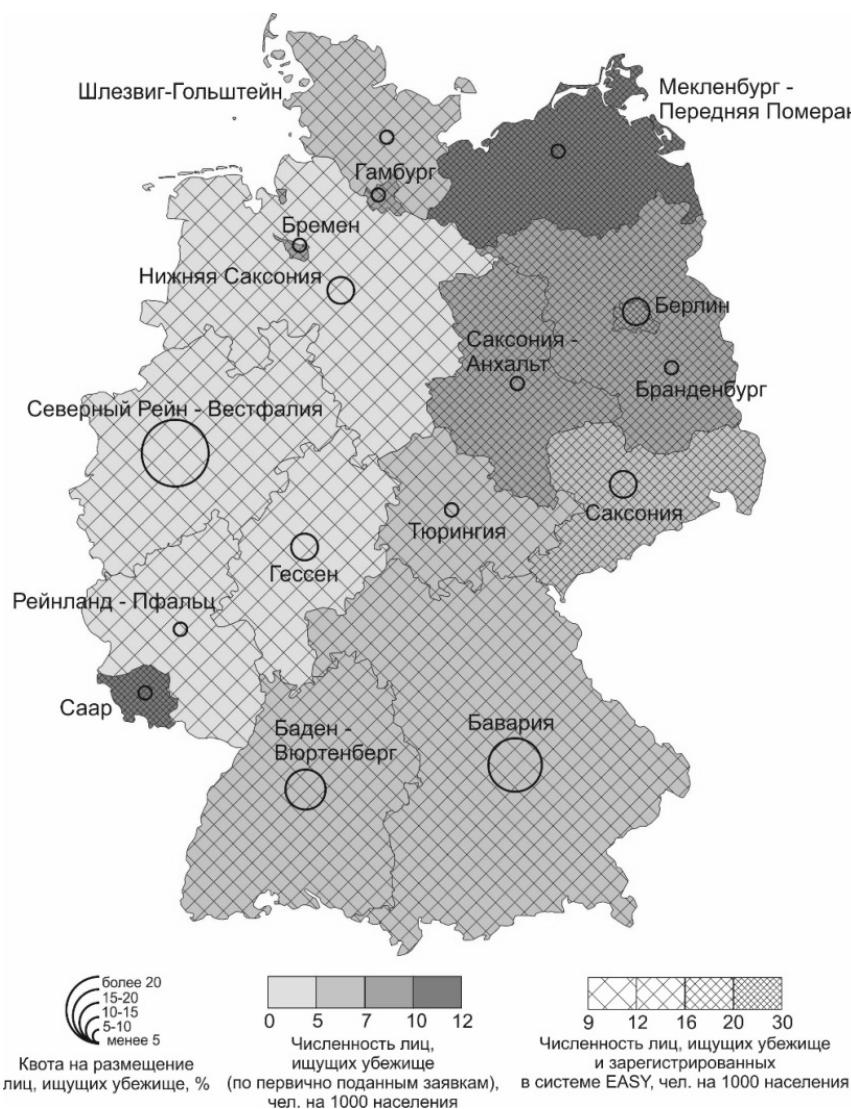 Шлезвиг-Гольштейн
Мекленбург -
Передняя Померан
Гамбург
Бремен
Нижняя Саксония
Берлин
Саксония -
Анхальт
Бранденбург
Северный Рейн - Вестфалия
Саксония
Тюрингия
Гессен
Рейнланд - Пфальц
Саар
Баден -
Вюртенберг
Бавария
более 20
15-20
10-15
5-10
менее 5
Квота на размещение
лиц, ищущих убежище, %
0 5 7 10 12
Численность лиц,
ищущих убежище
(по первично поданным заявкам),
чел. на 1000 населения
9 12 16 20 30
Численность лиц, ищущих убежище
и зарегистрированных
в системе EASY, чел. на 1000 населения